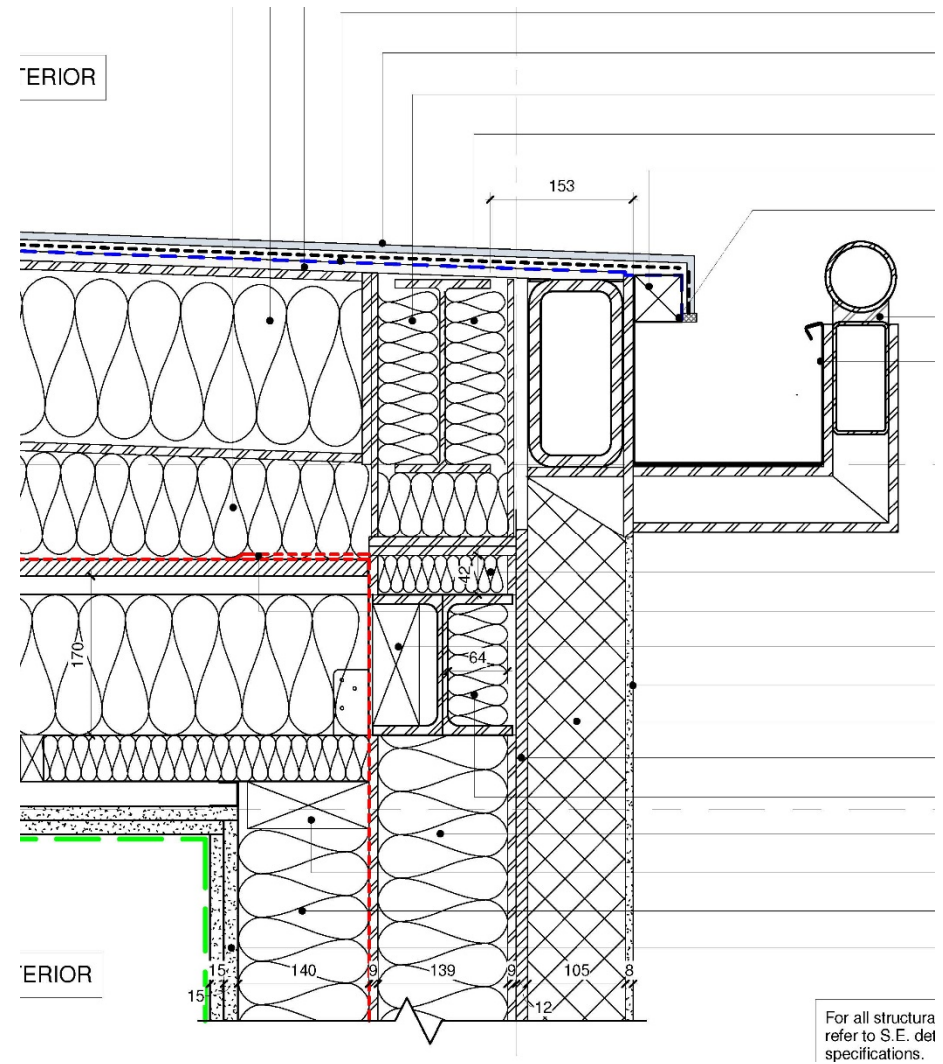 TERIOR
153
42
170
64
ERIOR
15
140
9
139
9
105
8
15
12
For all structura
refer to S.E. det
specifications.